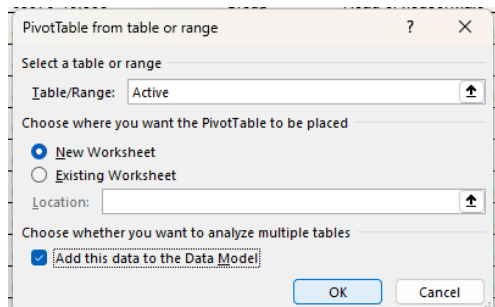 PivotTable from table or range ? ×
Select a table or range
Table/Range: Active
Choose where you want the PivotTable to be placed
New Worksheet
Existing Worksheet
Location:
Choose whether you want to analyze multiple tables
Add this data to the Data Model
OK Cancel